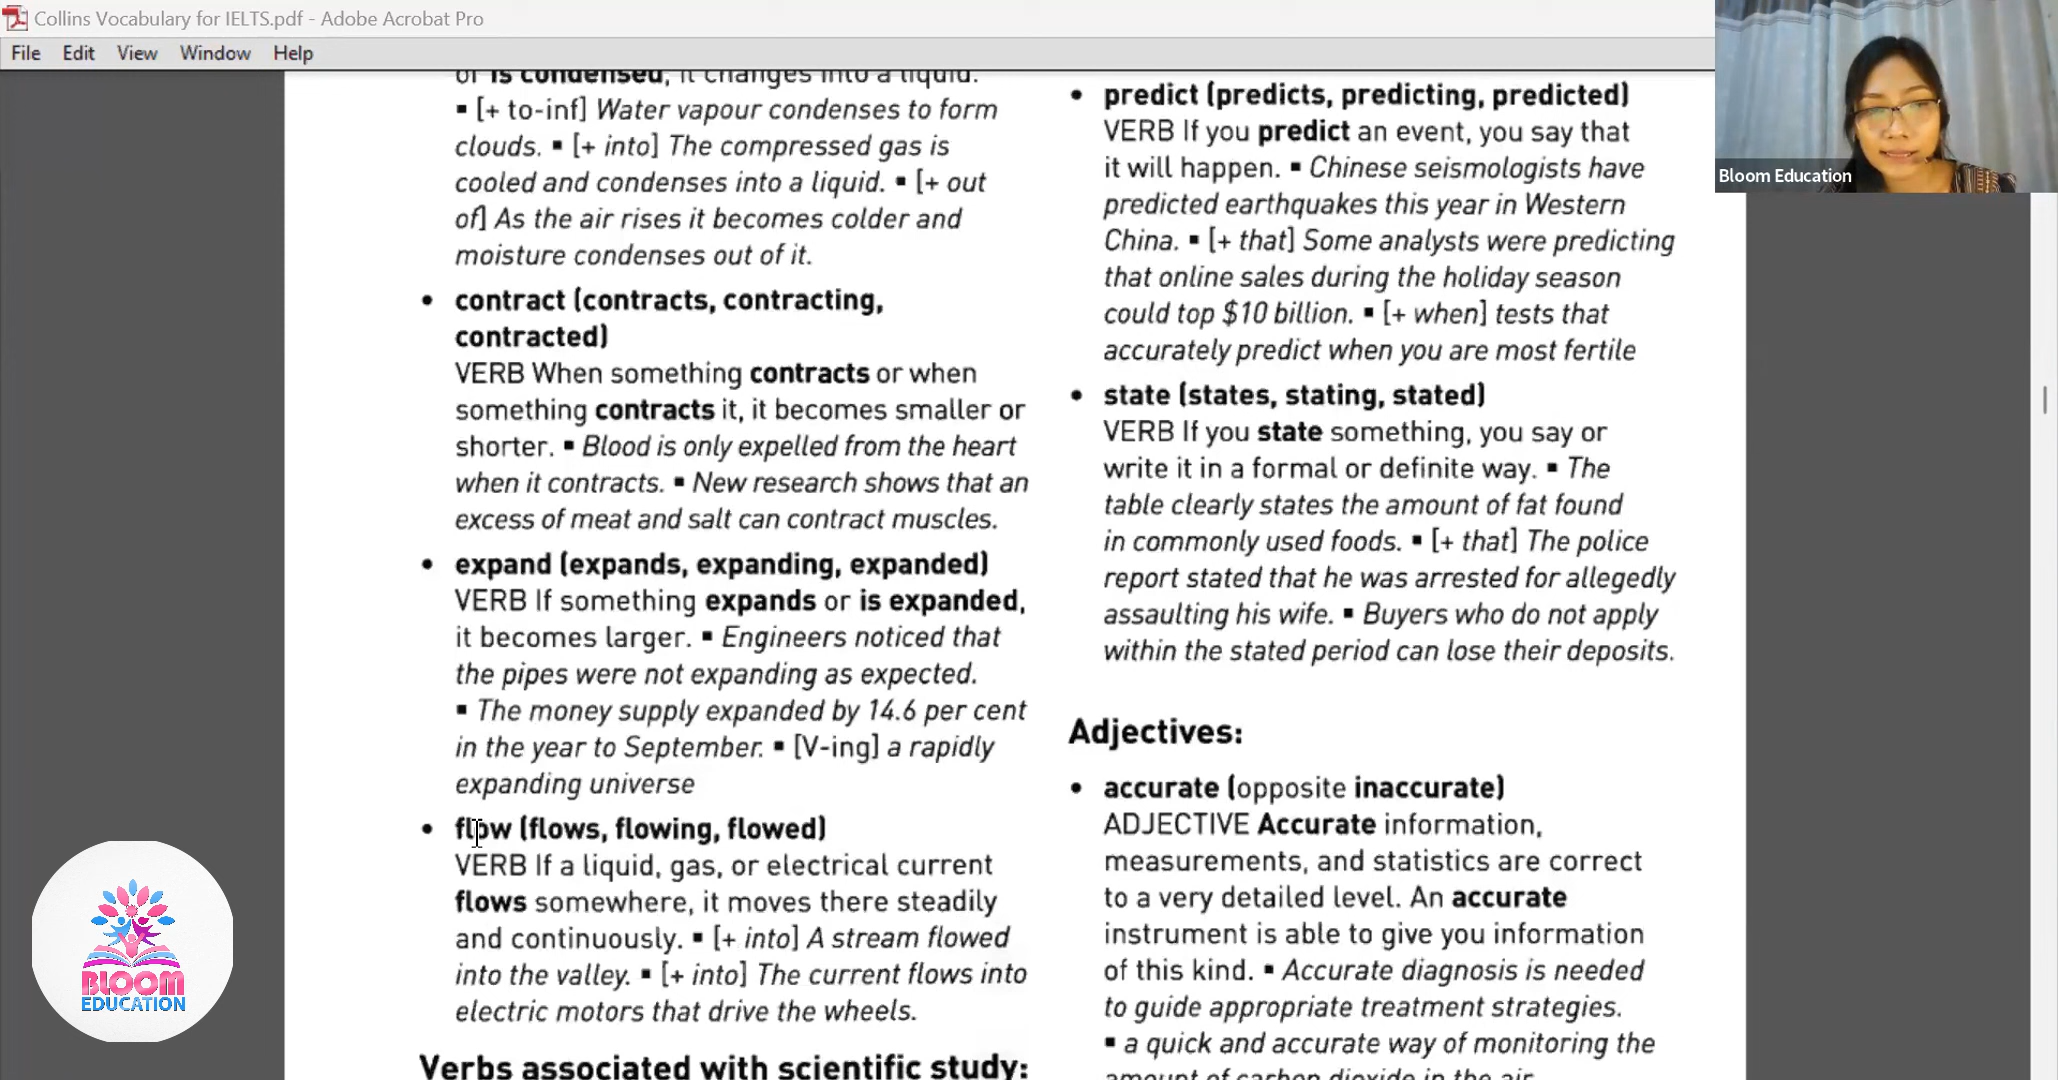 Collins Vocabulary for IELTS.pdf - Adobe Acrobat Pro
File Edit View Window Help
or is condensed, it changes into a liquid.
▪ [+ to-inf] Water vapour condenses to form
clouds. ▪ [+ into] The compressed gas is
cooled and condenses into a liquid. ▪ [+ out
of] As the air rises it becomes colder and
moisture condenses out of it.
• contract (contracts, contracting,
contracted)
VERB When something contracts or when
something contracts it, it becomes smaller or
shorter. ▪ Blood is only expelled from the heart
when it contracts. ▪ New research shows that an
excess of meat and salt can contract muscles.
• expand (expands, expanding, expanded)
VERB If something expands or is expanded,
it becomes larger. ▪ Engineers noticed that
the pipes were not expanding as expected.
▪ The money supply expanded by 14.6 per cent
in the year to September. ▪ [V-ing] a rapidly
expanding universe
• flow (flows, flowing, flowed)
VERB If a liquid, gas, or electrical current
flows somewhere, it moves there steadily
and continuously. ▪ [+ into] A stream flowed
into the valley. ▪ [+ into] The current flows into
electric motors that drive the wheels.
Verbs associated with scientific study:
• predict (predicts, predicting, predicted)
VERB If you predict an event, you say that
it will happen. ▪ Chinese seismologists have
predicted earthquakes this year in Western
China. ▪ [+ that] Some analysts were predicting
that online sales during the holiday season
could top $10 billion. ▪ [+ when] tests that
accurately predict when you are most fertile
• state (states, stating, stated)
VERB If you state something, you say or
write it in a formal or definite way. ▪ The
table clearly states the amount of fat found
in commonly used foods. ▪ [+ that] The police
report stated that he was arrested for allegedly
assaulting his wife. ▪ Buyers who do not apply
within the stated period can lose their deposits.
Adjectives:
• accurate (opposite inaccurate)
ADJECTIVE Accurate information,
measurements, and statistics are correct
to a very detailed level. An accurate
instrument is able to give you information
of this kind. ▪ Accurate diagnosis is needed
to guide appropriate treatment strategies.
▪ a quick and accurate way of monitoring the
amount of carbon dioxide in the air
Bloom Education
BLOOM
EDUCATION